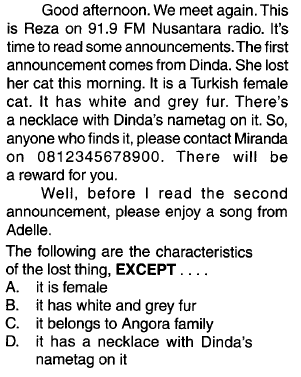 Good afternoon. We meet again. This
is Reza on 91.9 FM Nusantara radio. It's
time to read some announcements. The first
announcement comes from Dinda. She lost
her cat this morning. It is a Turkish female
cat. It has white and grey fur. There's
a necklace with Dinda's nametag on it. So,
anyone who finds it, please contact Miranda
on 0812345678900. There will be
a reward for you.
Well, before I read the second
announcement, please enjoy a song from
Adelle.
The following are the characteristics
of the lost thing, EXCEPT . . . .
A. it is female
B. it has white and grey fur
C. it belongs to Angora family
D. it has a necklace with Dinda's
nametag on it